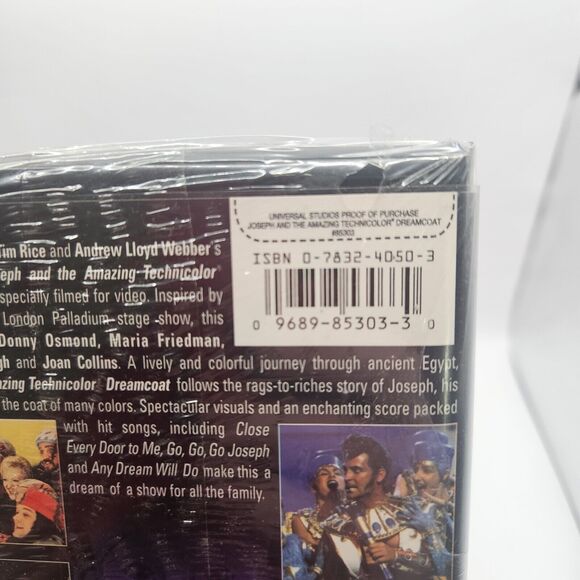 UNIVERSAL STUDIOS PROOF OF PURCHASE
JOSEPH AND THE AMAZING TECHNICOLOR® DREAMCOAT
#85303
ISBN 0-7832-4050-3
0 9689-85303-3 0
Tim Rice and Andrew Lloyd Webber's
eph and the Amazing Technicolor®
specially filmed for video. Inspired by
London Palladium stage show, this
Donny Osmond, Maria Friedman,
gh and Joan Collins. A lively and colorful journey through ancient Egypt,
azing Technicolor® Dreamcoat follows the rags-to-riches story of Joseph, his
the coat of many colors. Spectacular visuals and an enchanting score packed
with hit songs, including Close
Every Door to Me, Go, Go, Go Joseph
and Any Dream Will Do make this a
dream of a show for all the family.